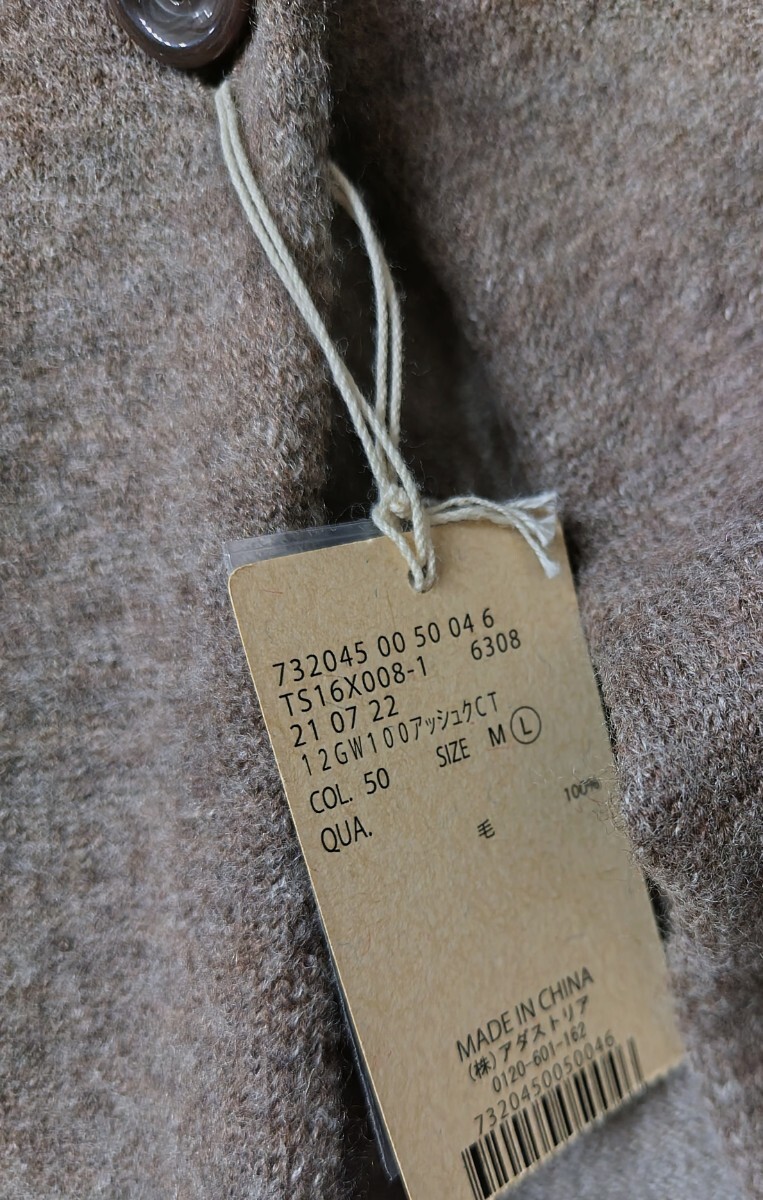 732045 00 50 04 6
TS16X008-1 6308
21 07 22
12GW100アッシュクCT
COL. 50 SIZE M L
QUA. 毛 100%
MADE IN CHINA
(株)アダストリア
0120-601-162
7320450050046